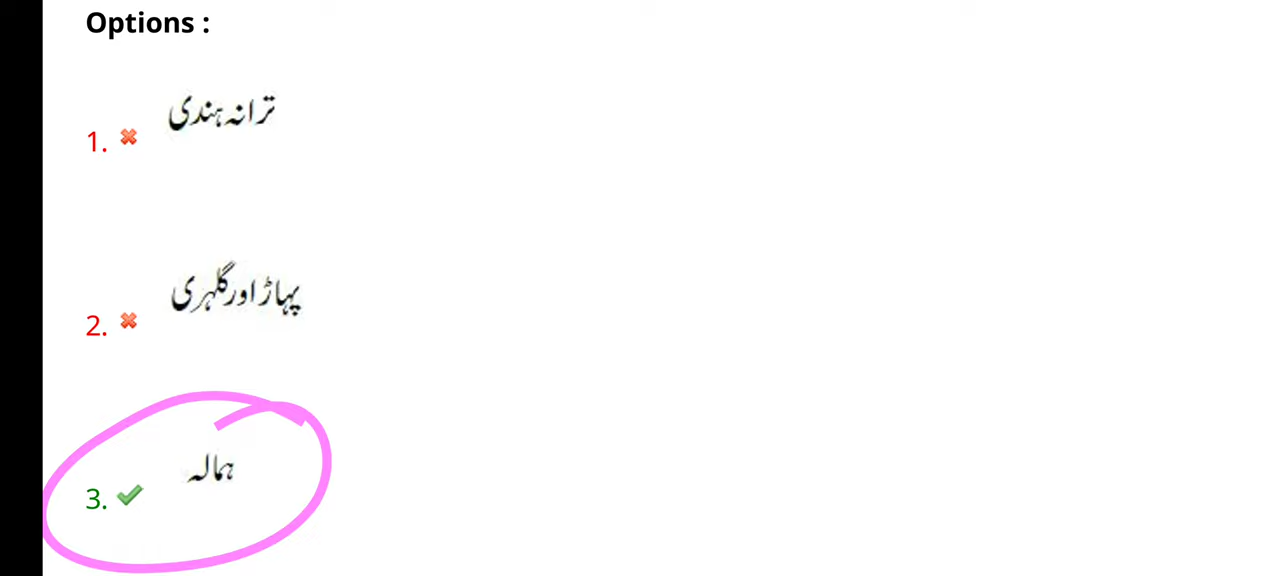 Options :
ترانہ ہندی
1.
پہاڑ اور گلہری
2.
ہمالہ
3.